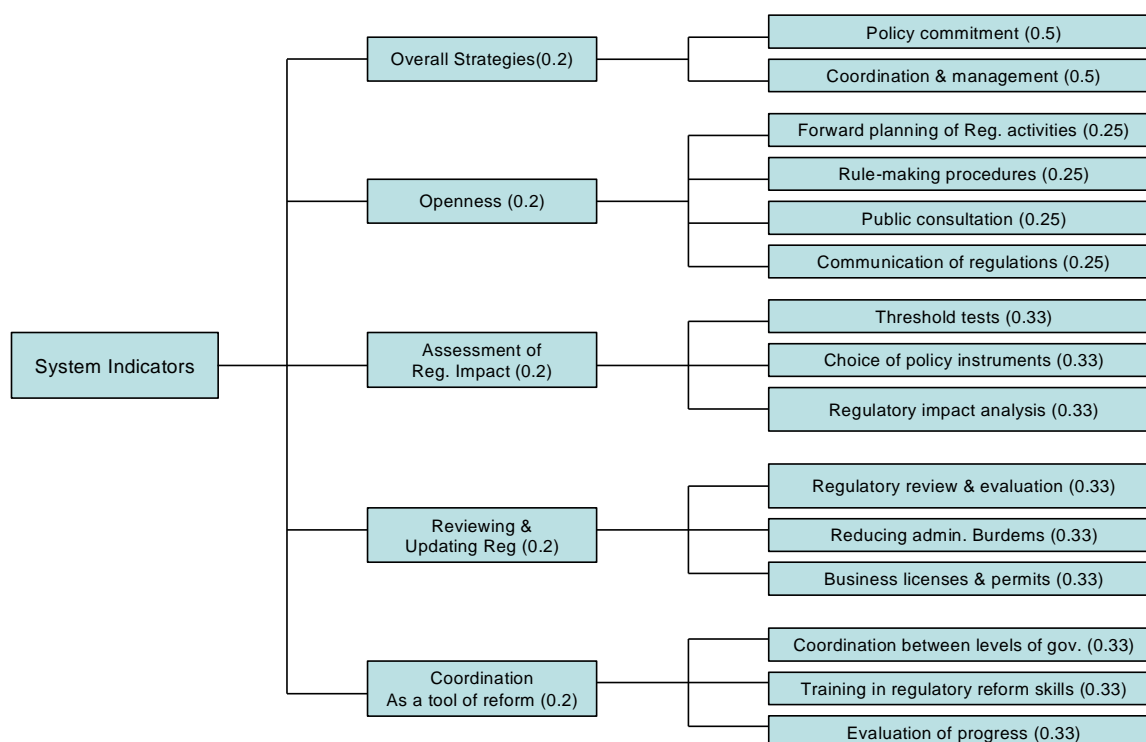 System Indicators
Overall Strategies(0.2)
Policy commitment (0.5)
Coordination & management (0.5)
Openness (0.2)
Forward planning of Reg. activities (0.25)
Rule-making procedures (0.25)
Public consultation (0.25)
Communication of regulations (0.25)
Assessment of
Reg. Impact (0.2)
Threshold tests (0.33)
Choice of policy instruments (0.33)
Regulatory impact analysis (0.33)
Reviewing &
Updating Reg (0.2)
Regulatory review & evaluation (0.33)
Reducing admin. Burdems (0.33)
Business licenses & permits (0.33)
Coordination
As a tool of reform (0.2)
Coordination between levels of gov. (0.33)
Training in regulatory reform skills (0.33)
Evaluation of progress (0.33)